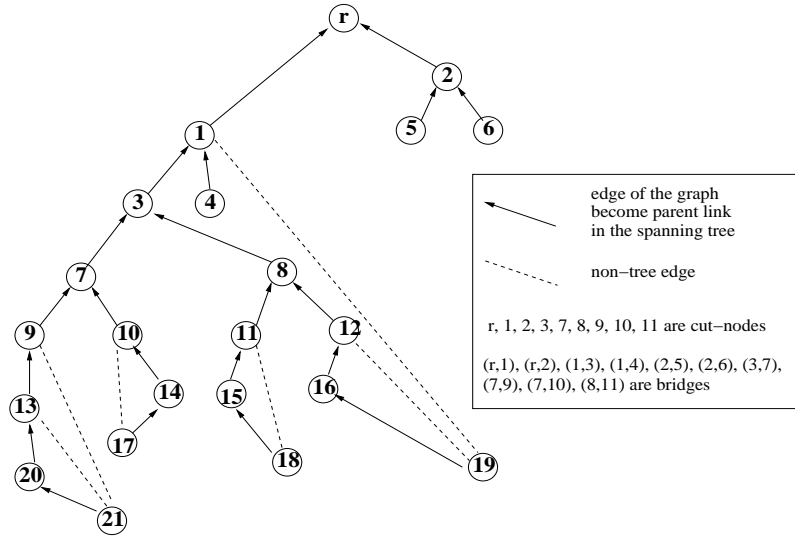 r
2
5
6
1
3
4
7
8
9
10
11
12
13
14
15
16
17
18
19
20
21
edge of the graph
become parent link
in the spanning tree
non-tree edge
r, 1, 2, 3, 7, 8, 9, 10, 11 are cut-nodes
(r,1), (r,2), (1,3), (1,4), (2,5), (2,6), (3,7),
(7,9), (7,10), (8,11) are bridges